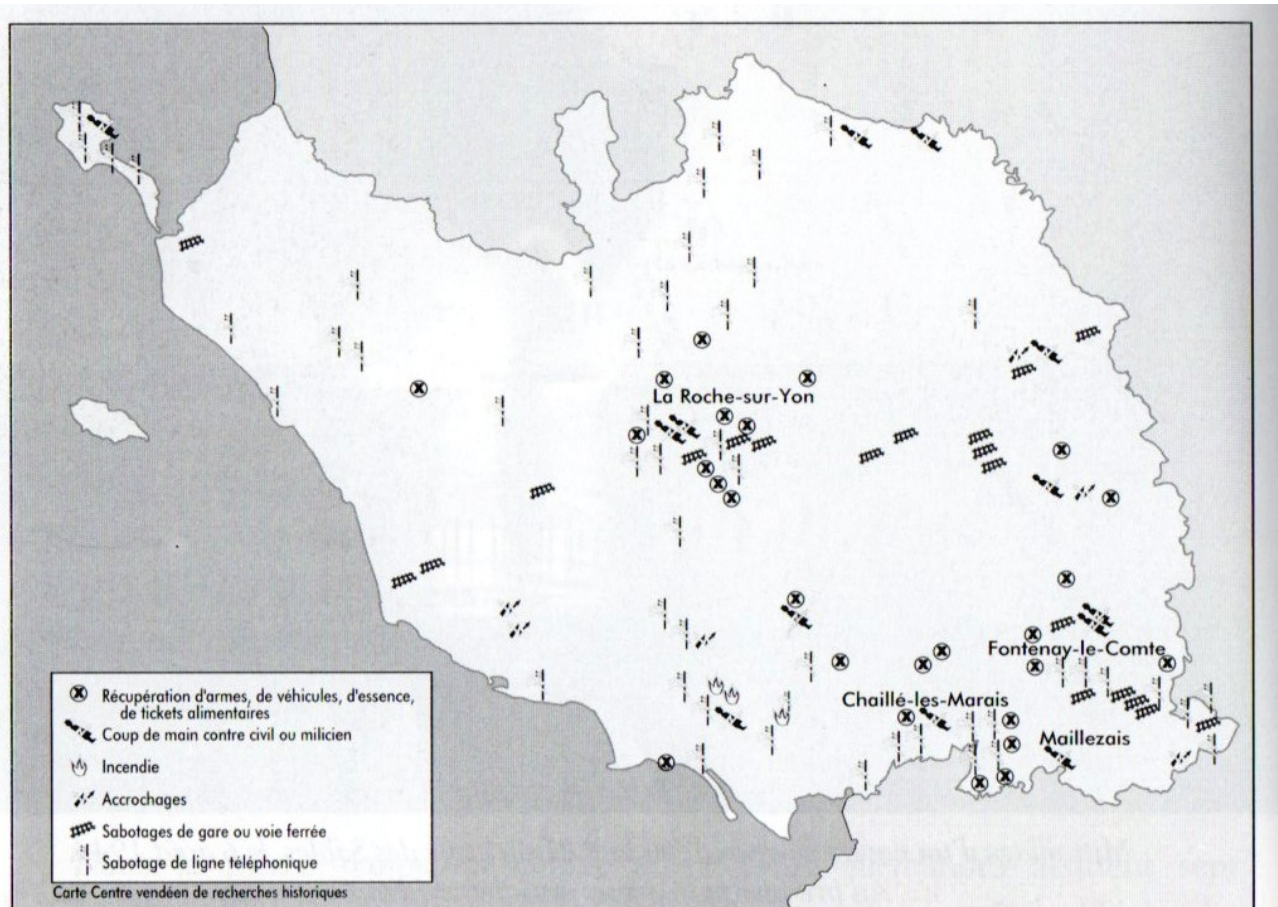 La Roche-sur-Yon
Fontenay-le-Comte
Chaillé-les-Marais
Maillezais
Récupération d'armes, de véhicules, d'essence,
de tickets alimentaires
Coup de main contre civil ou milicien
Incendie
Accrochages
Sabotages de gare ou voie ferrée
Sabotage de ligne téléphonique
Carte Centre vendéen de recherches historiques